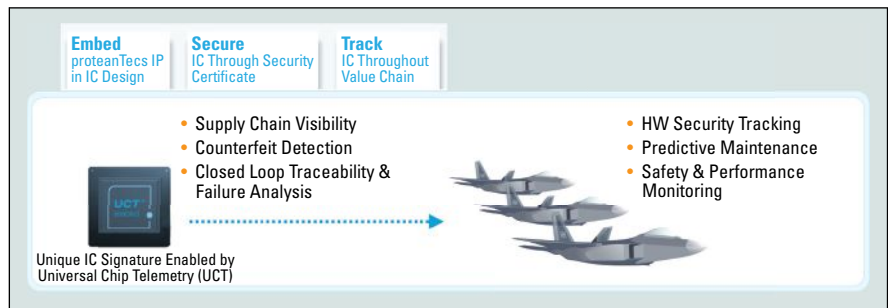 Embed
proteanTecs IP
in IC Design
Secure
IC Through Security
Certificate
Track
IC Throughout
Value Chain
• Supply Chain Visibility
• Counterfeit Detection
• Closed Loop Traceability &
Failure Analysis
• HW Security Tracking
• Predictive Maintenance
• Safety & Performance
Monitoring
UCT
Unique IC Signature Enabled by
Universal Chip Telemetry (UCT)